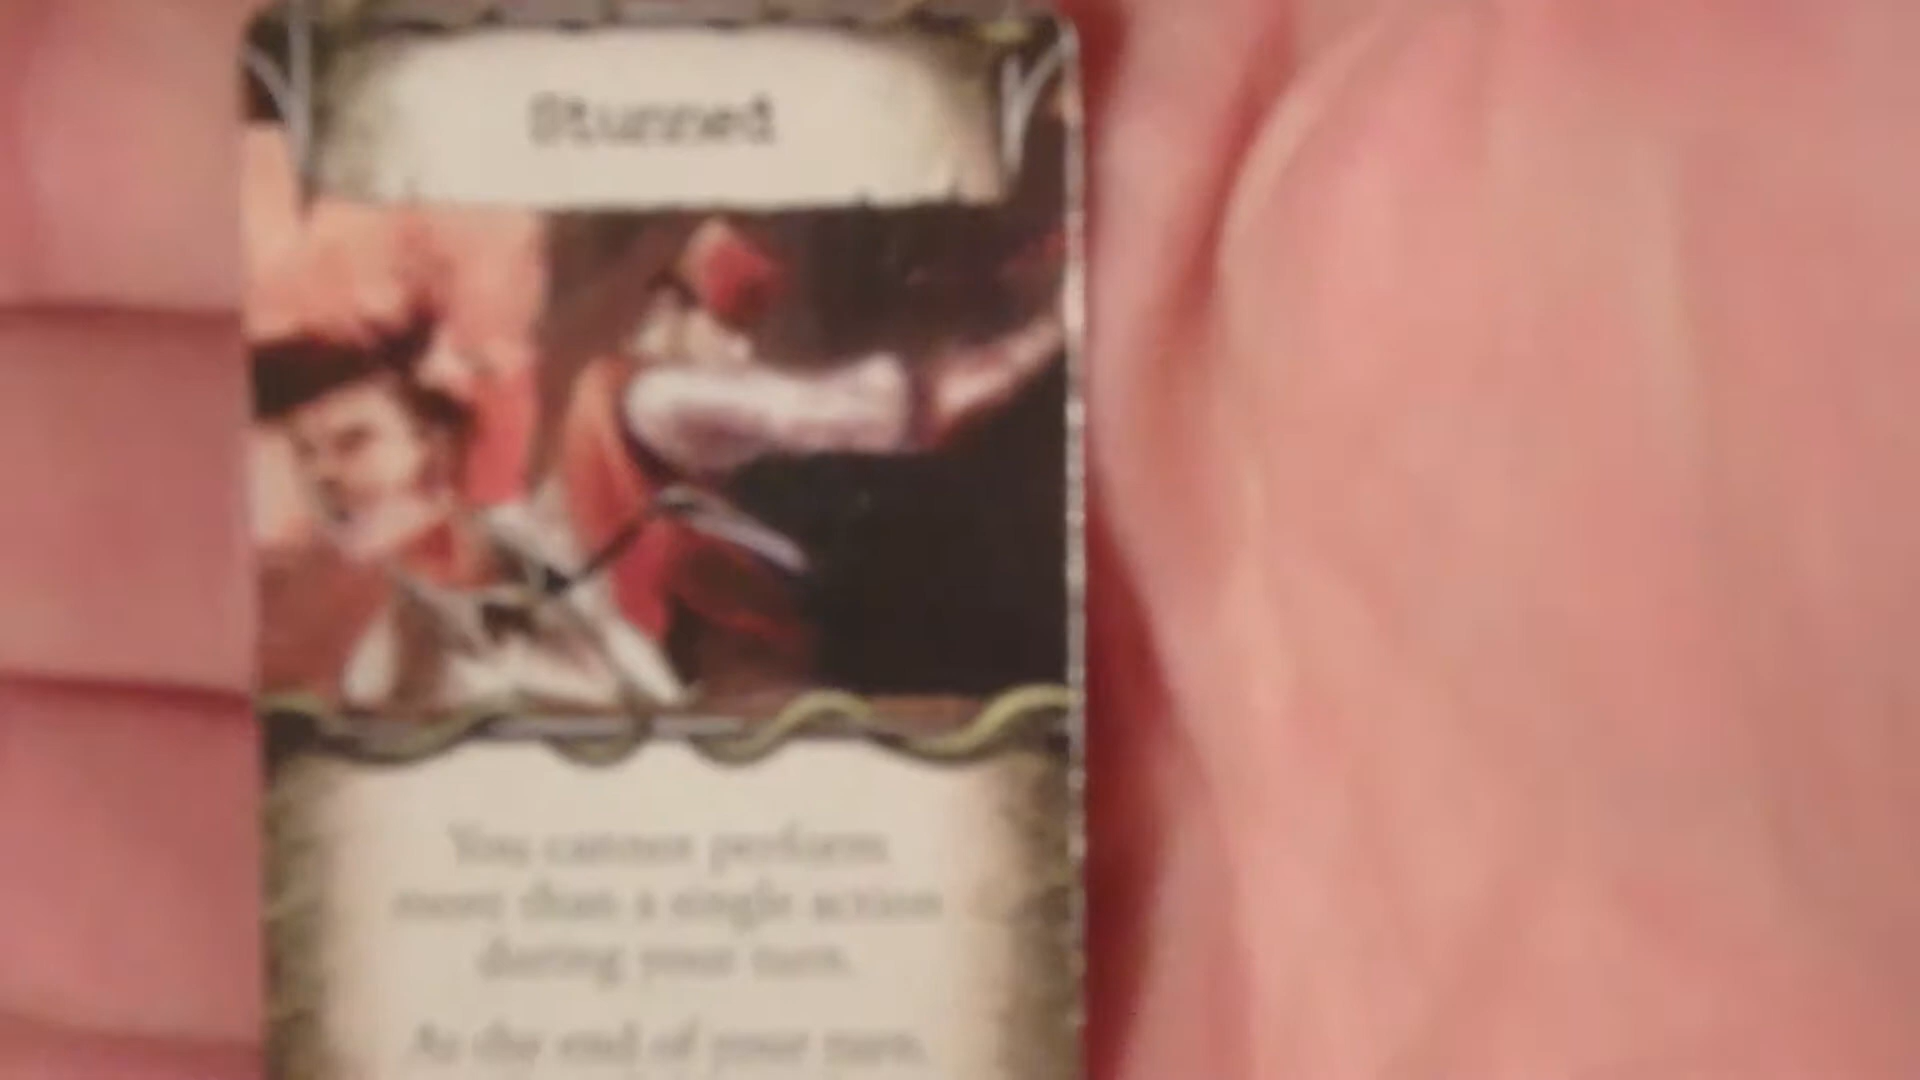 Stunned
You cannot perform
more than a single action
during your turn.
At the end of your turn,